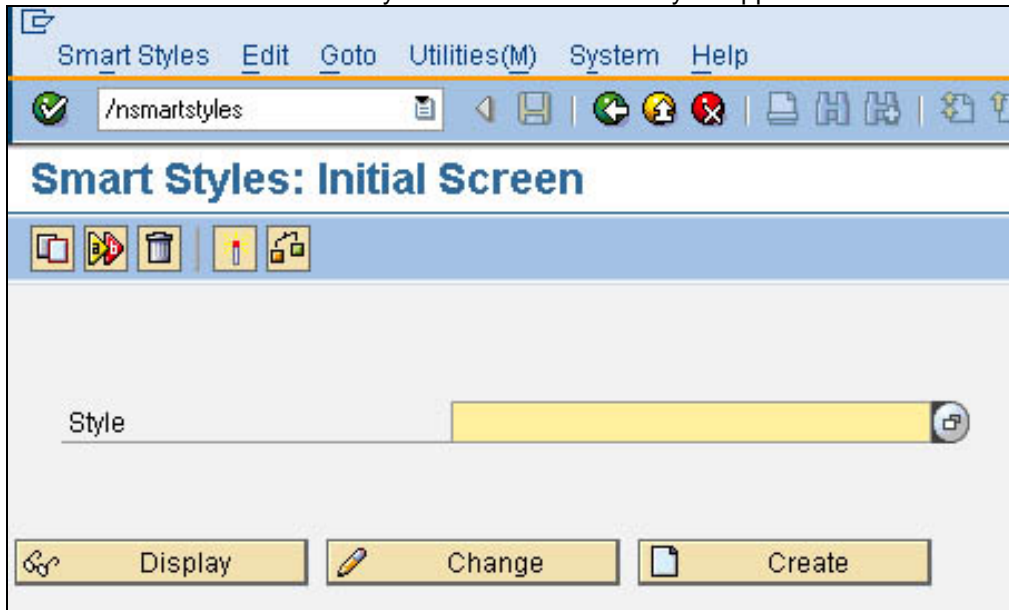 Smart Styles Edit Goto Utilities(M) System Help
/nsmartstyles
Smart Styles: Initial Screen
Style
Display Change Create